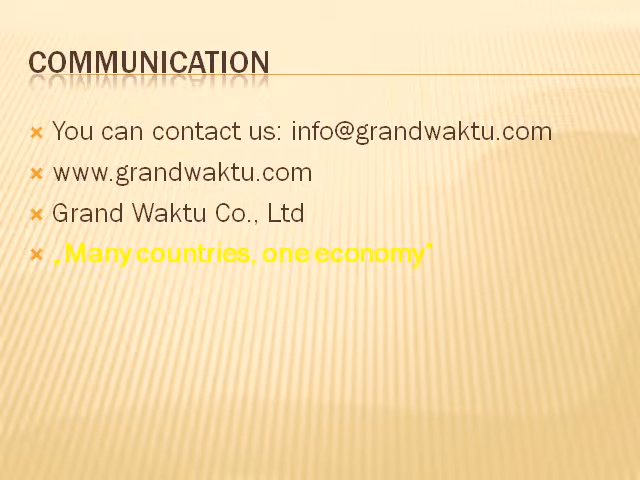 COMMUNICATION
You can contact us: info@grandwaktu.com
www.grandwaktu.com
Grand Waktu Co., Ltd
„Many countries, one economy“